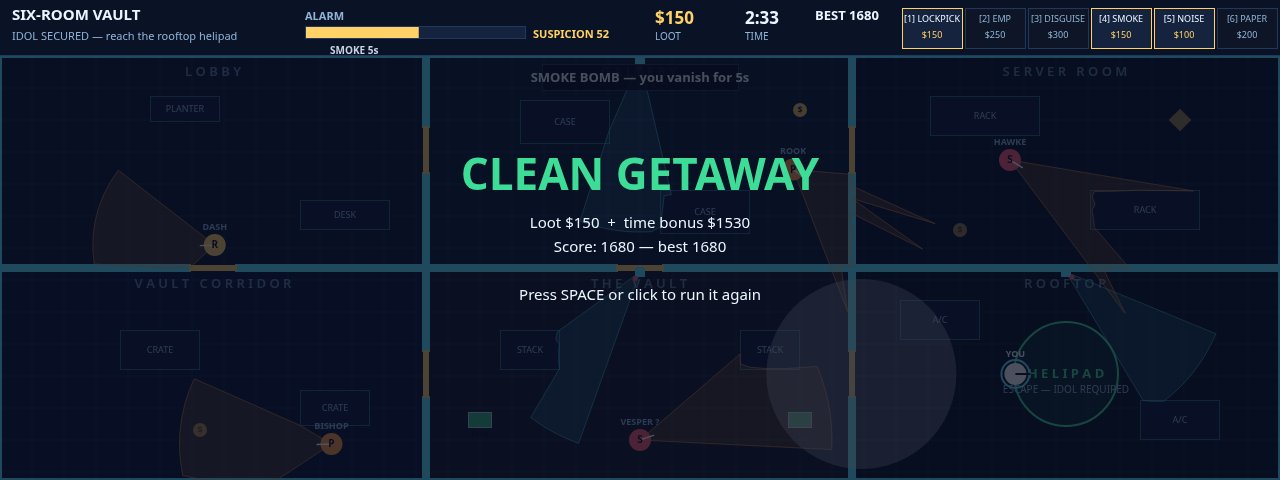 SIX-ROOM VAULT
IDOL SECURED — reach the rooftop helipad
ALARM
SUSPICION 52
SMOKE 5s
$150
LOOT
2:33
TIME
BEST 1680
[1] LOCKPICK
$150
[2] EMP
$250
[3] DISGUISE
$300
[4] SMOKE
$150
[5] NOISE
$100
[6] PAPER
$200
LOBBY
SMOKE BOMB — you vanish for 5s
SERVER ROOM
PLANTER
CASE
$
RACK
HAWKE
S
ROOK
CLEAN GETAWAY
DESK
CASE
RACK
Loot $150 + time bonus $1530
DASH
R
$
Score: 1680 — best 1680
VAULT CORRIDOR
THE VAULT
ROOFTOP
Press SPACE or click to run it again
CRATE
STACK
STACK
A/C
YOU
HELIPAD
ESCAPE — IDOL REQUIRED
CRATE
BISHOP
P
$
VESPER ?
S
A/C